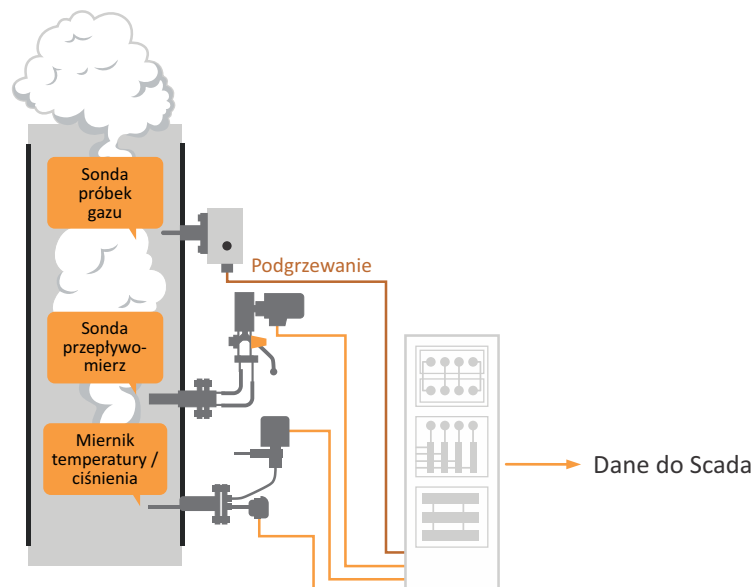 Sonda
próbek
gazu
Podgrzewanie
Sonda
przepływo-
mierz
Miernik
temperatury /
ciśnienia
Dane do Scada